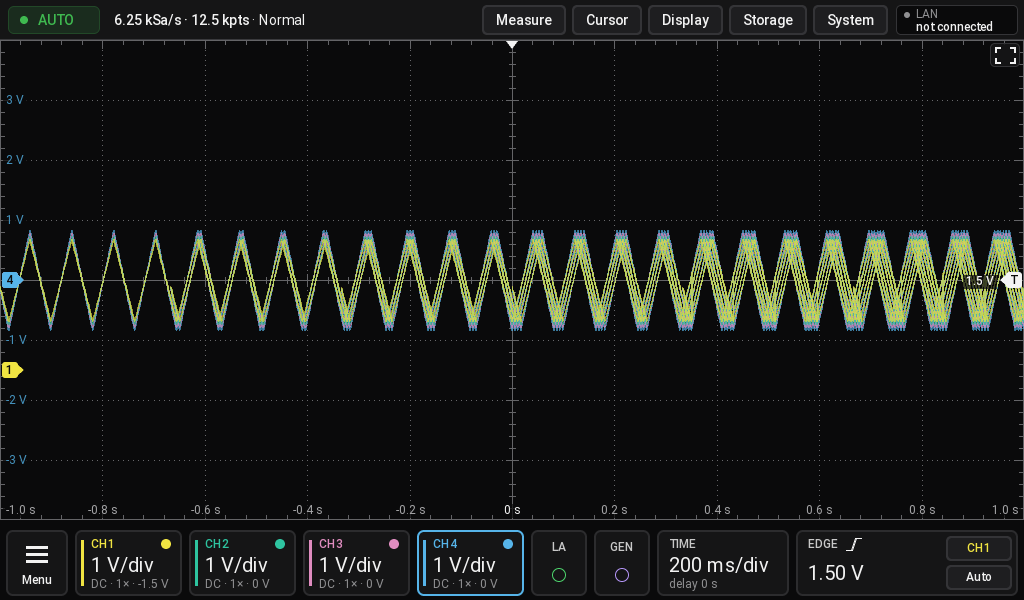 AUTO
6.25 kSa/s · 12.5 kpts · Normal
Measure
Cursor
Display
Storage
System
LAN
not connected
3 V
2 V
1 V
4
1.5 V
T
-1 V
1
-2 V
-3 V
-1.0 s
-0.8 s
-0.6 s
-0.4 s
-0.2 s
0 s
0.2 s
0.4 s
0.6 s
0.8 s
1.0 s
Menu
CH1
1 V/div
DC · 1× · -1.5 V
CH2
1 V/div
DC · 1× · 0 V
CH3
1 V/div
DC · 1× · 0 V
CH4
1 V/div
DC · 1× · 0 V
LA
GEN
TIME
200 ms/div
delay 0 s
EDGE
1.50 V
CH1
Auto